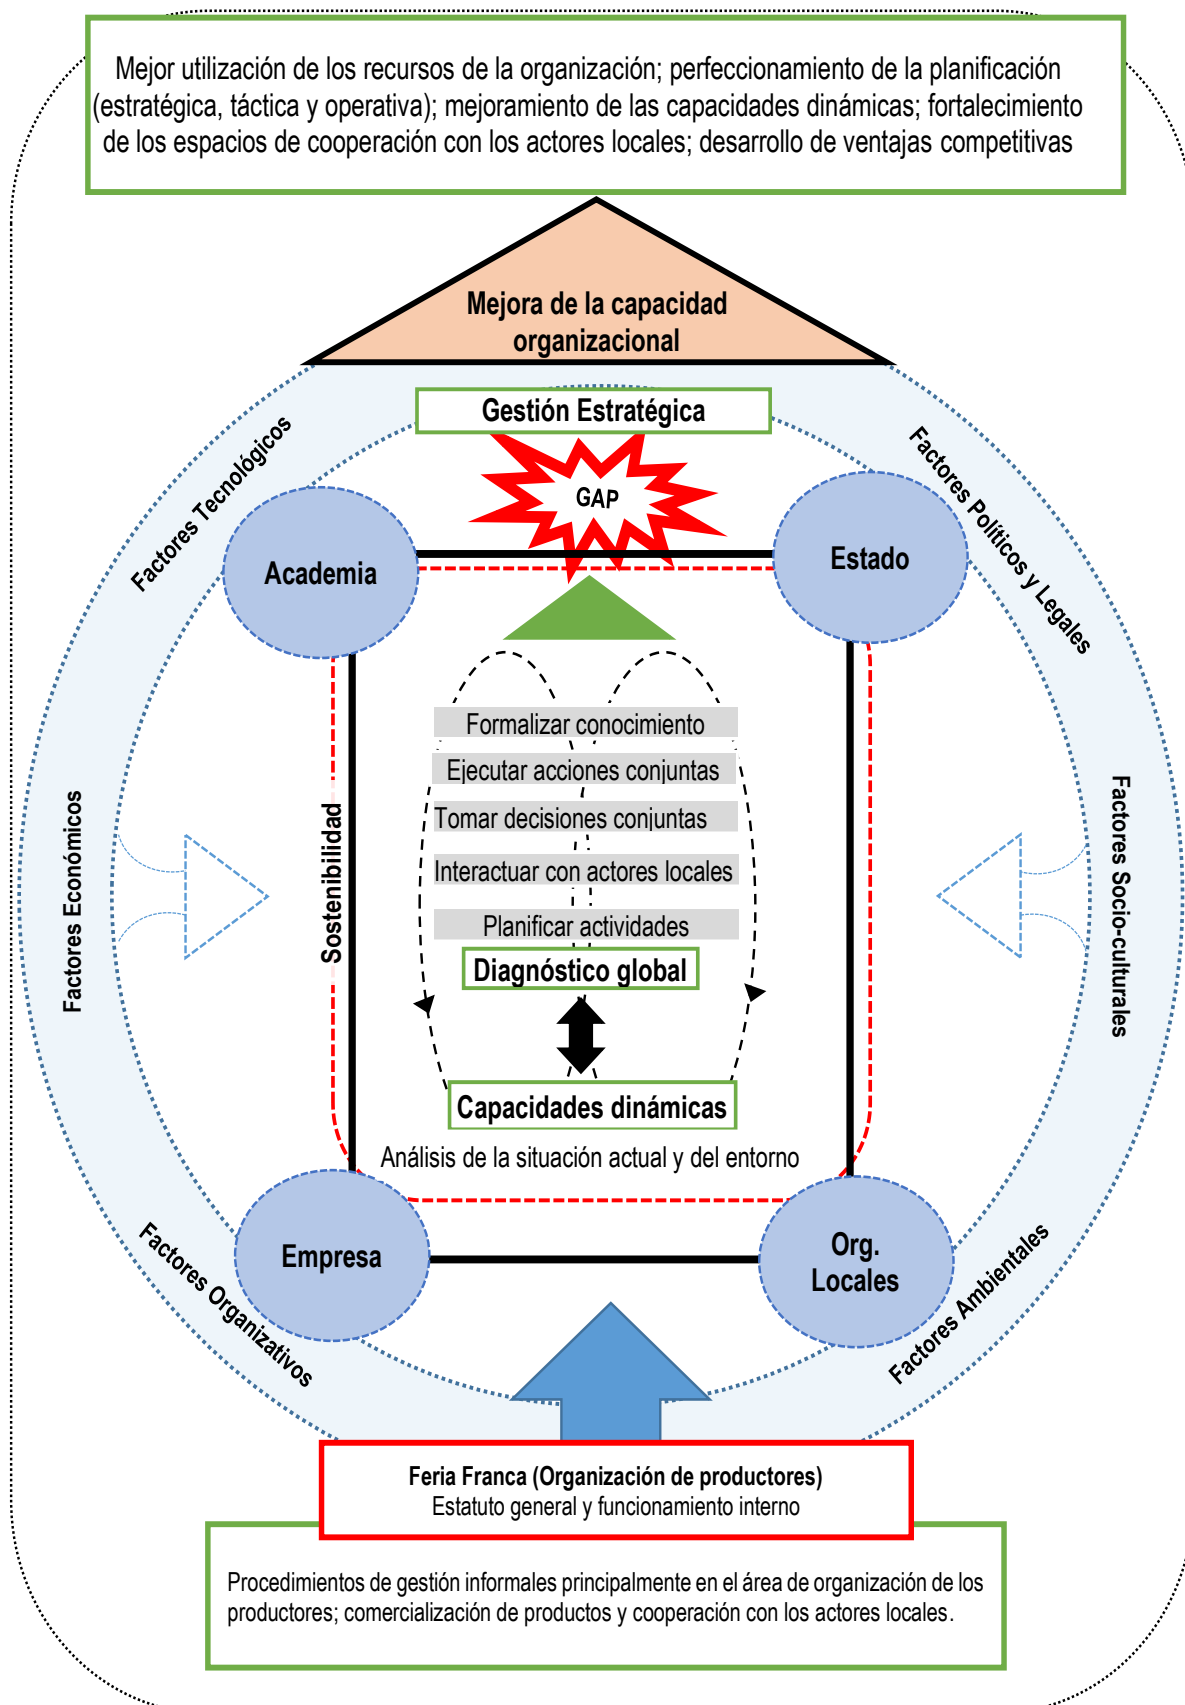 Mejor utilización de los recursos de la organización; perfeccionamiento de la planificación
(estratégica, táctica y operativa); mejoramiento de las capacidades dinámicas; fortalecimiento
de los espacios de cooperación con los actores locales; desarrollo de ventajas competitivas
Mejora de la capacidad
organizacional
Gestión Estratégica
GAP
Factores Tecnológicos
Factores Políticos y Legales
Academia
Estado
Formalizar conocimiento
Ejecutar acciones conjuntas
Tomar decisiones conjuntas
Interactuar con actores locales
Planificar actividades
Sostenibilidad
Factores Económicos
Factores Socio-culturales
Diagnóstico global
Capacidades dinámicas
Análisis de la situación actual y del entorno
Empresa
Org.
Locales
Factores Organizativos
Factores Ambientales
Feria Franca (Organización de productores)
Estatuto general y funcionamiento interno
Procedimientos de gestión informales principalmente en el área de organización de los
productores; comercialización de productos y cooperación con los actores locales.